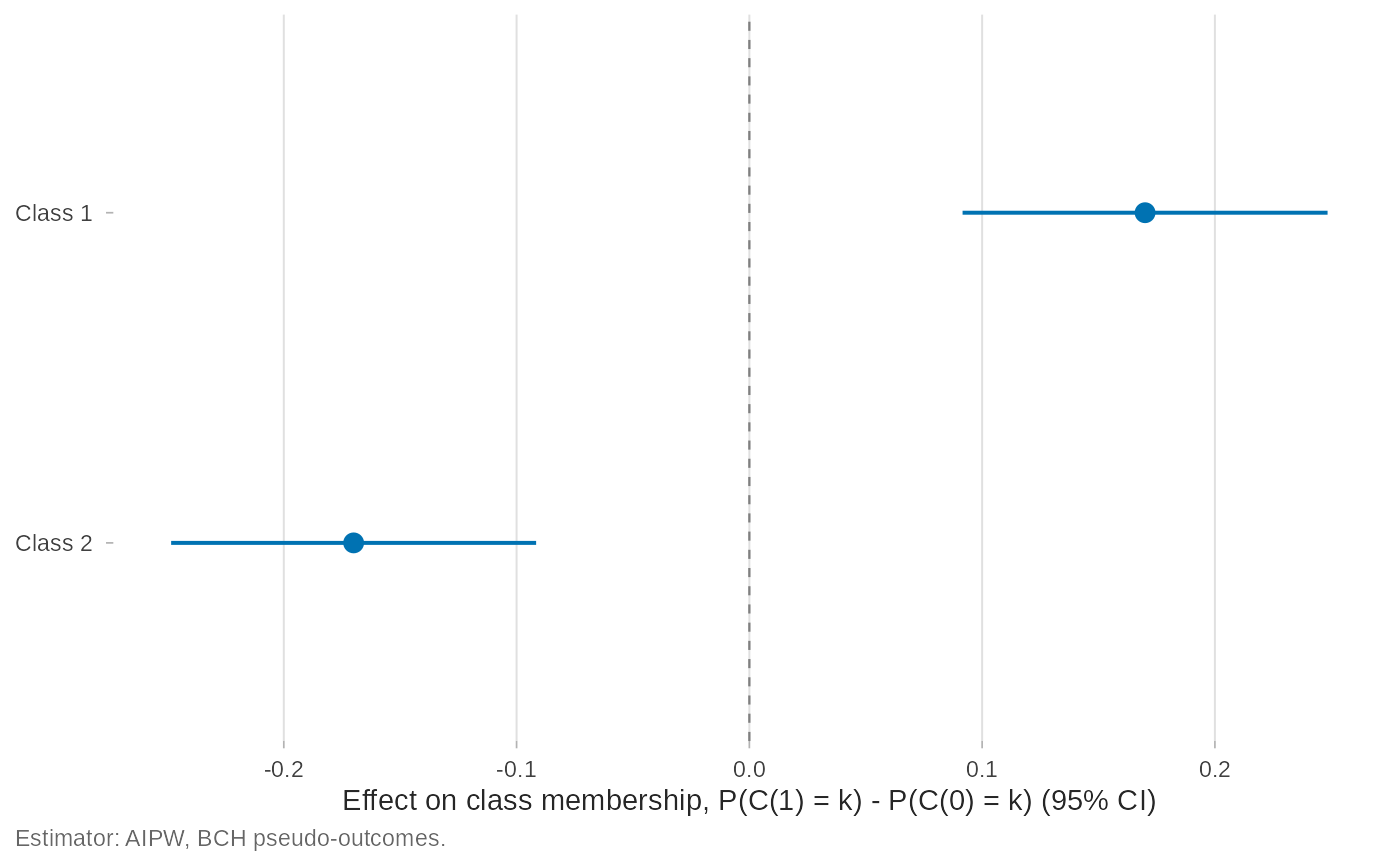 Class 1
Class 2
-0.2 -0.1 0.0 0.1 0.2
Effect on class membership, P(C(1) = k) - P(C(0) = k) (95% CI)
Estimator: AIPW, BCH pseudo-outcomes.